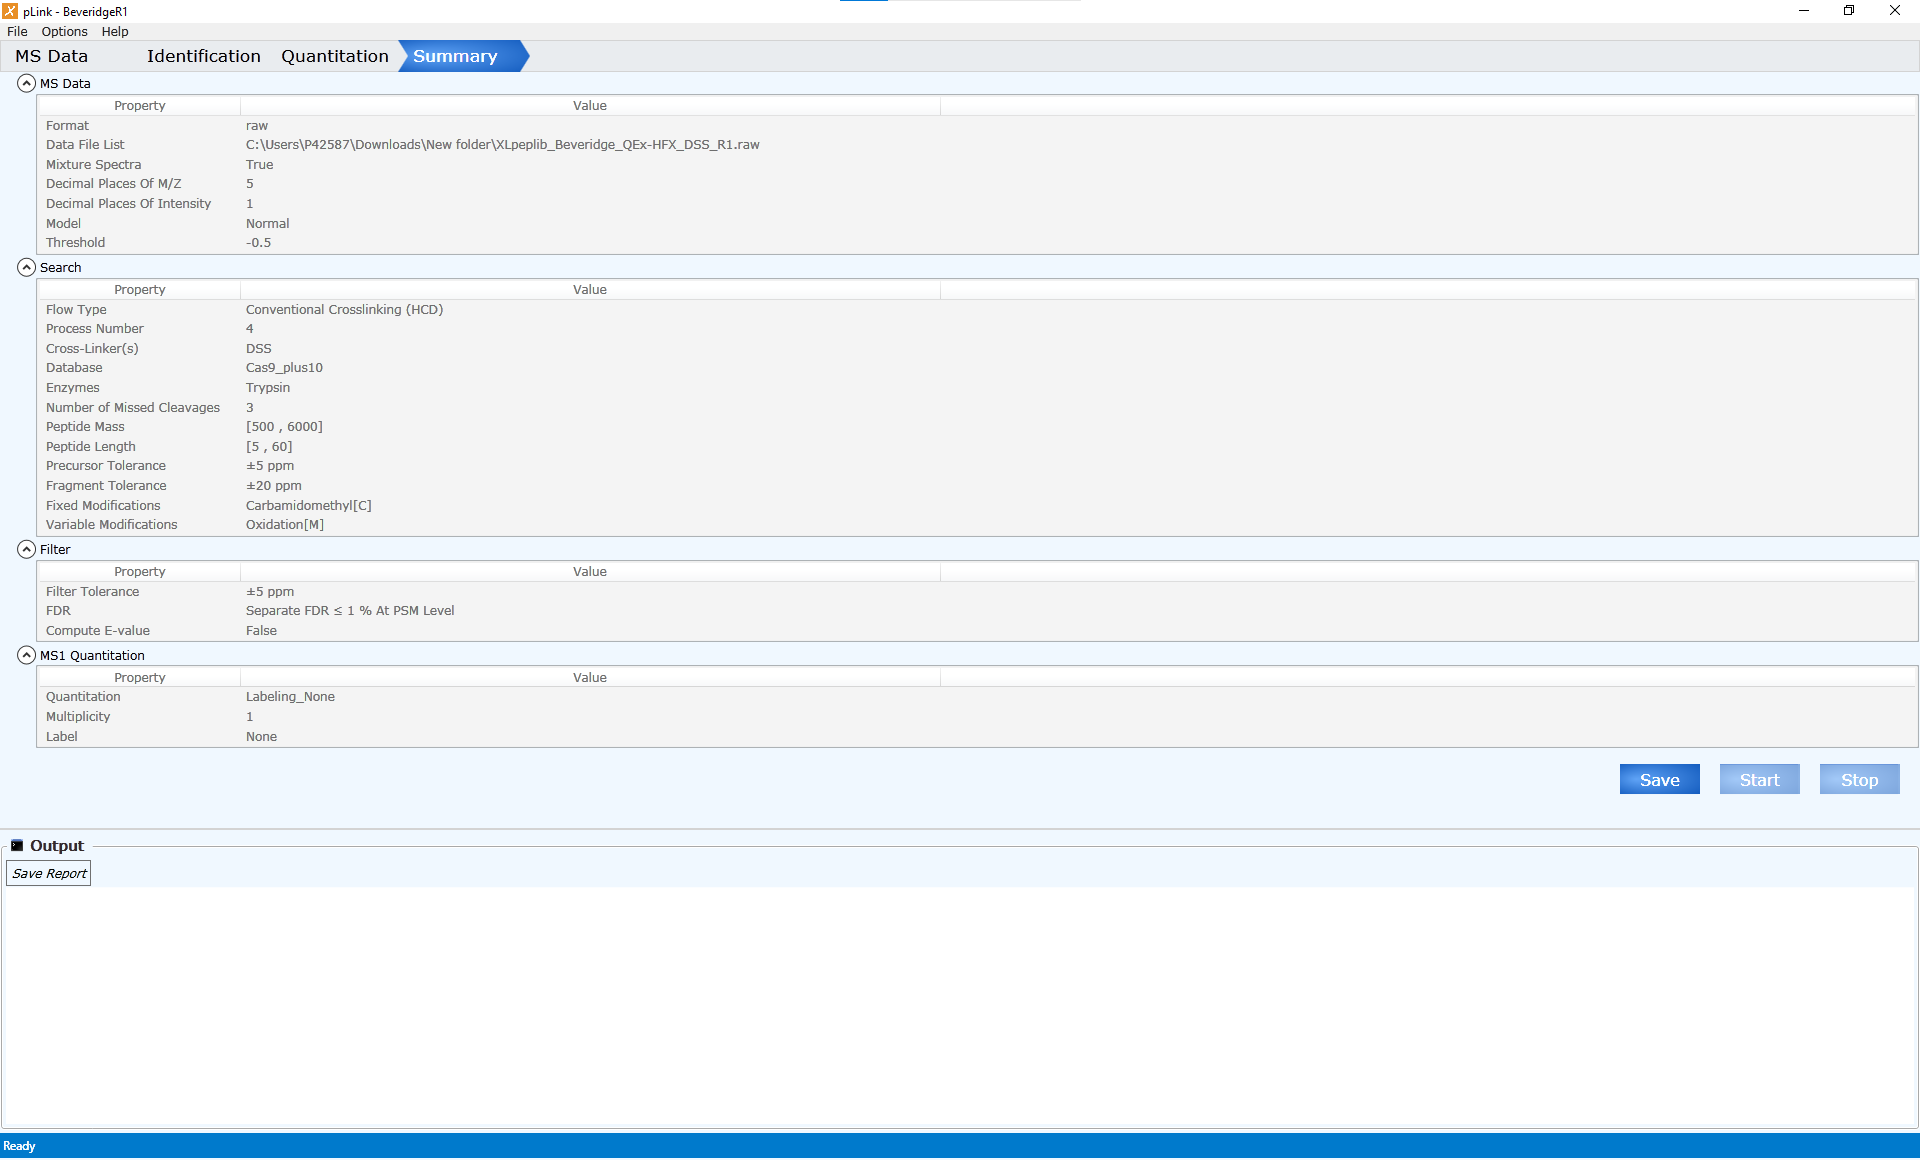 pLink - BeveridgeR1
File Options Help
MS Data Identification Quantitation Summary
MS Data
Property Value
Format raw
Data File List C:\Users\P42587\Downloads\New folder\XLpeplib_Beveridge_QEx-HFX_DSS_R1.raw
Mixture Spectra True
Decimal Places Of M/Z 5
Decimal Places Of Intensity 1
Model Normal
Threshold -0.5
Search
Property Value
Flow Type Conventional Crosslinking (HCD)
Process Number 4
Cross-Linker(s) DSS
Database Cas9_plus10
Enzymes Trypsin
Number of Missed Cleavages 3
Peptide Mass [500 , 6000]
Peptide Length [5 , 60]
Precursor Tolerance ±5 ppm
Fragment Tolerance ±20 ppm
Fixed Modifications Carbamidomethyl[C]
Variable Modifications Oxidation[M]
Filter
Property Value
Filter Tolerance ±5 ppm
FDR Separate FDR ≤ 1 % At PSM Level
Compute E-value False
MS1 Quantitation
Property Value
Quantitation Labeling_None
Multiplicity 1
Label None
Save Start Stop
Output
Save Report
Ready